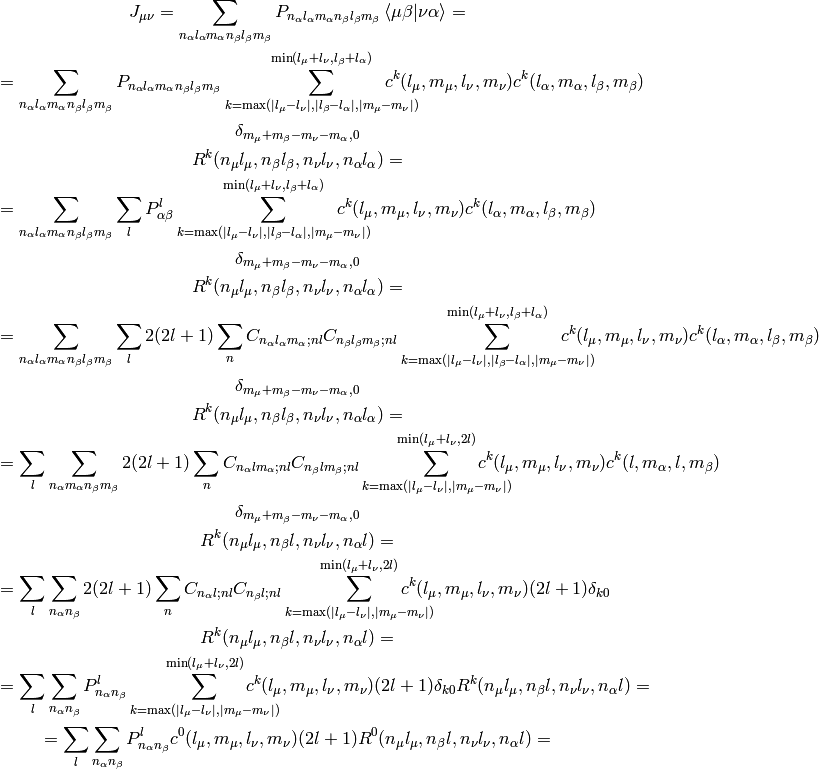 J_{\mu\nu} = \sum_{n_\alpha l_\alpha m_\alpha n_\beta l_\beta m_\beta} P_{n_\alpha l_\alpha m_\alpha n_\beta l_\beta m_\beta} \langle \mu\beta|\nu\alpha \rangle =
= \sum_{n_\alpha l_\alpha m_\alpha n_\beta l_\beta m_\beta} P_{n_\alpha l_\alpha m_\alpha n_\beta l_\beta m_\beta} \sum_{k=\max(|l_\mu-l_\nu|,|l_\beta-l_\alpha|,|m_\mu-m_\nu|)}^{\min(l_\mu+l_\nu,l_\beta+l_\alpha)} c^k(l_\mu, m_\mu, l_\nu, m_\nu) c^k(l_\alpha, m_\alpha, l_\beta, m_\beta)
\delta_{m_\mu+m_\beta-m_\nu-m_\alpha,0}
R^k(n_\mu l_\mu, n_\beta l_\beta, n_\nu l_\nu, n_\alpha l_\alpha) =
= \sum_{n_\alpha l_\alpha m_\alpha n_\beta l_\beta m_\beta} \sum_l P^l_{\alpha\beta} \sum_{k=\max(|l_\mu-l_\nu|,|l_\beta-l_\alpha|,|m_\mu-m_\nu|)}^{\min(l_\mu+l_\nu,l_\beta+l_\alpha)} c^k(l_\mu, m_\mu, l_\nu, m_\nu) c^k(l_\alpha, m_\alpha, l_\beta, m_\beta)
\delta_{m_\mu+m_\beta-m_\nu-m_\alpha,0}
R^k(n_\mu l_\mu, n_\beta l_\beta, n_\nu l_\nu, n_\alpha l_\alpha) =
= \sum_{n_\alpha l_\alpha m_\alpha n_\beta l_\beta m_\beta} \sum_l 2(2l+1) \sum_n C_{n_\alpha l_\alpha m_\alpha;nl} C_{n_\beta l_\beta m_\beta;nl} \sum_{k=\max(|l_\mu-l_\nu|,|l_\beta-l_\alpha|,|m_\mu-m_\nu|)}^{\min(l_\mu+l_\nu,l_\beta+l_\alpha)} c^k(l_\mu, m_\mu, l_\nu, m_\nu) c^k(l_\alpha, m_\alpha, l_\beta, m_\beta)
\delta_{m_\mu+m_\beta-m_\nu-m_\alpha,0}
R^k(n_\mu l_\mu, n_\beta l_\beta, n_\nu l_\nu, n_\alpha l_\alpha) =
= \sum_l \sum_{n_\alpha m_\alpha n_\beta m_\beta} 2(2l+1) \sum_n C_{n_\alpha l m_\alpha;nl} C_{n_\beta l m_\beta;nl} \sum_{k=\max(|l_\mu-l_\nu|,|m_\mu-m_\nu|)}^{\min(l_\mu+l_\nu,2l)} c^k(l_\mu, m_\mu, l_\nu, m_\nu) c^k(l, m_\alpha, l, m_\beta)
\delta_{m_\mu+m_\beta-m_\nu-m_\alpha,0}
R^k(n_\mu l_\mu, n_\beta l, n_\nu l_\nu, n_\alpha l) =
= \sum_l \sum_{n_\alpha n_\beta} 2(2l+1) \sum_n C_{n_\alpha l;nl} C_{n_\beta l;nl} \sum_{k=\max(|l_\mu-l_\nu|,|m_\mu-m_\nu|)}^{\min(l_\mu+l_\nu,2l)} c^k(l_\mu, m_\mu, l_\nu, m_\nu)(2l+1)\delta_{k0}
R^k(n_\mu l_\mu, n_\beta l, n_\nu l_\nu, n_\alpha l) =
= \sum_l \sum_{n_\alpha n_\beta} P^l_{n_\alpha n_\beta} \sum_{k=\max(|l_\mu-l_\nu|,|m_\mu-m_\nu|)}^{\min(l_\mu+l_\nu,2l)} c^k(l_\mu, m_\mu, l_\nu, m_\nu)(2l+1)\delta_{k0} R^k(n_\mu l_\mu, n_\beta l, n_\nu l_\nu, n_\alpha l) =
= \sum_l \sum_{n_\alpha n_\beta} P^l_{n_\alpha n_\beta} c^0(l_\mu, m_\mu, l_\nu, m_\nu)(2l+1) R^0(n_\mu l_\mu, n_\beta l, n_\nu l_\nu, n_\alpha l) =